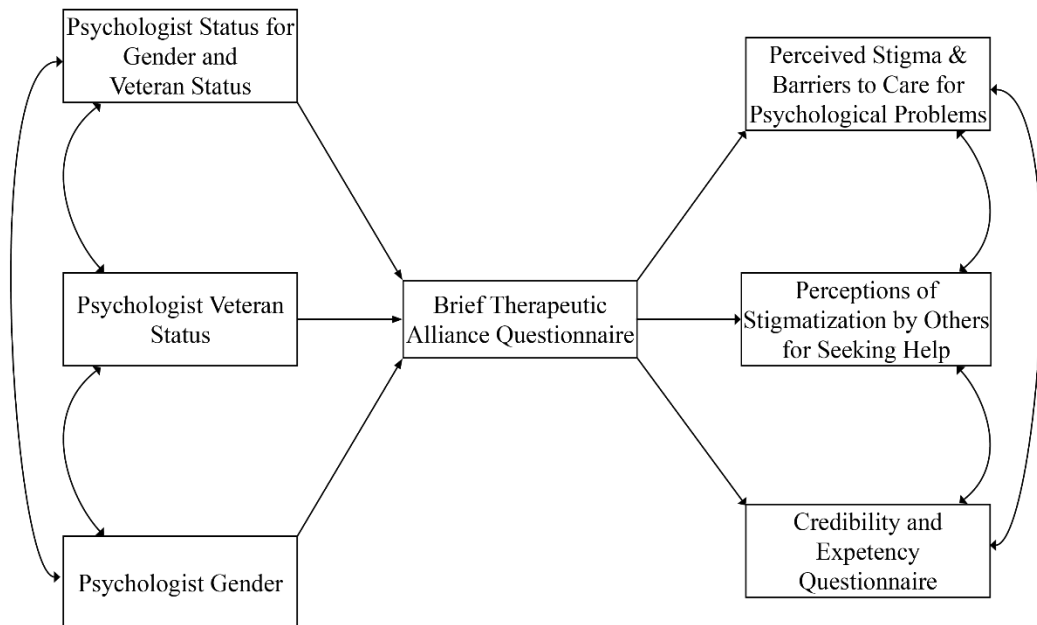 Psychologist Status for
Gender and
Veteran Status
Perceived Stigma &
Barriers to Care for
Psychological Problems
Psychologist Veteran
Status
Brief Therapeutic
Alliance Questionnaire
Perceptions of
Stigmatization by Others
for Seeking Help
Psychologist Gender
Credibility and
Expetency
Questionnaire